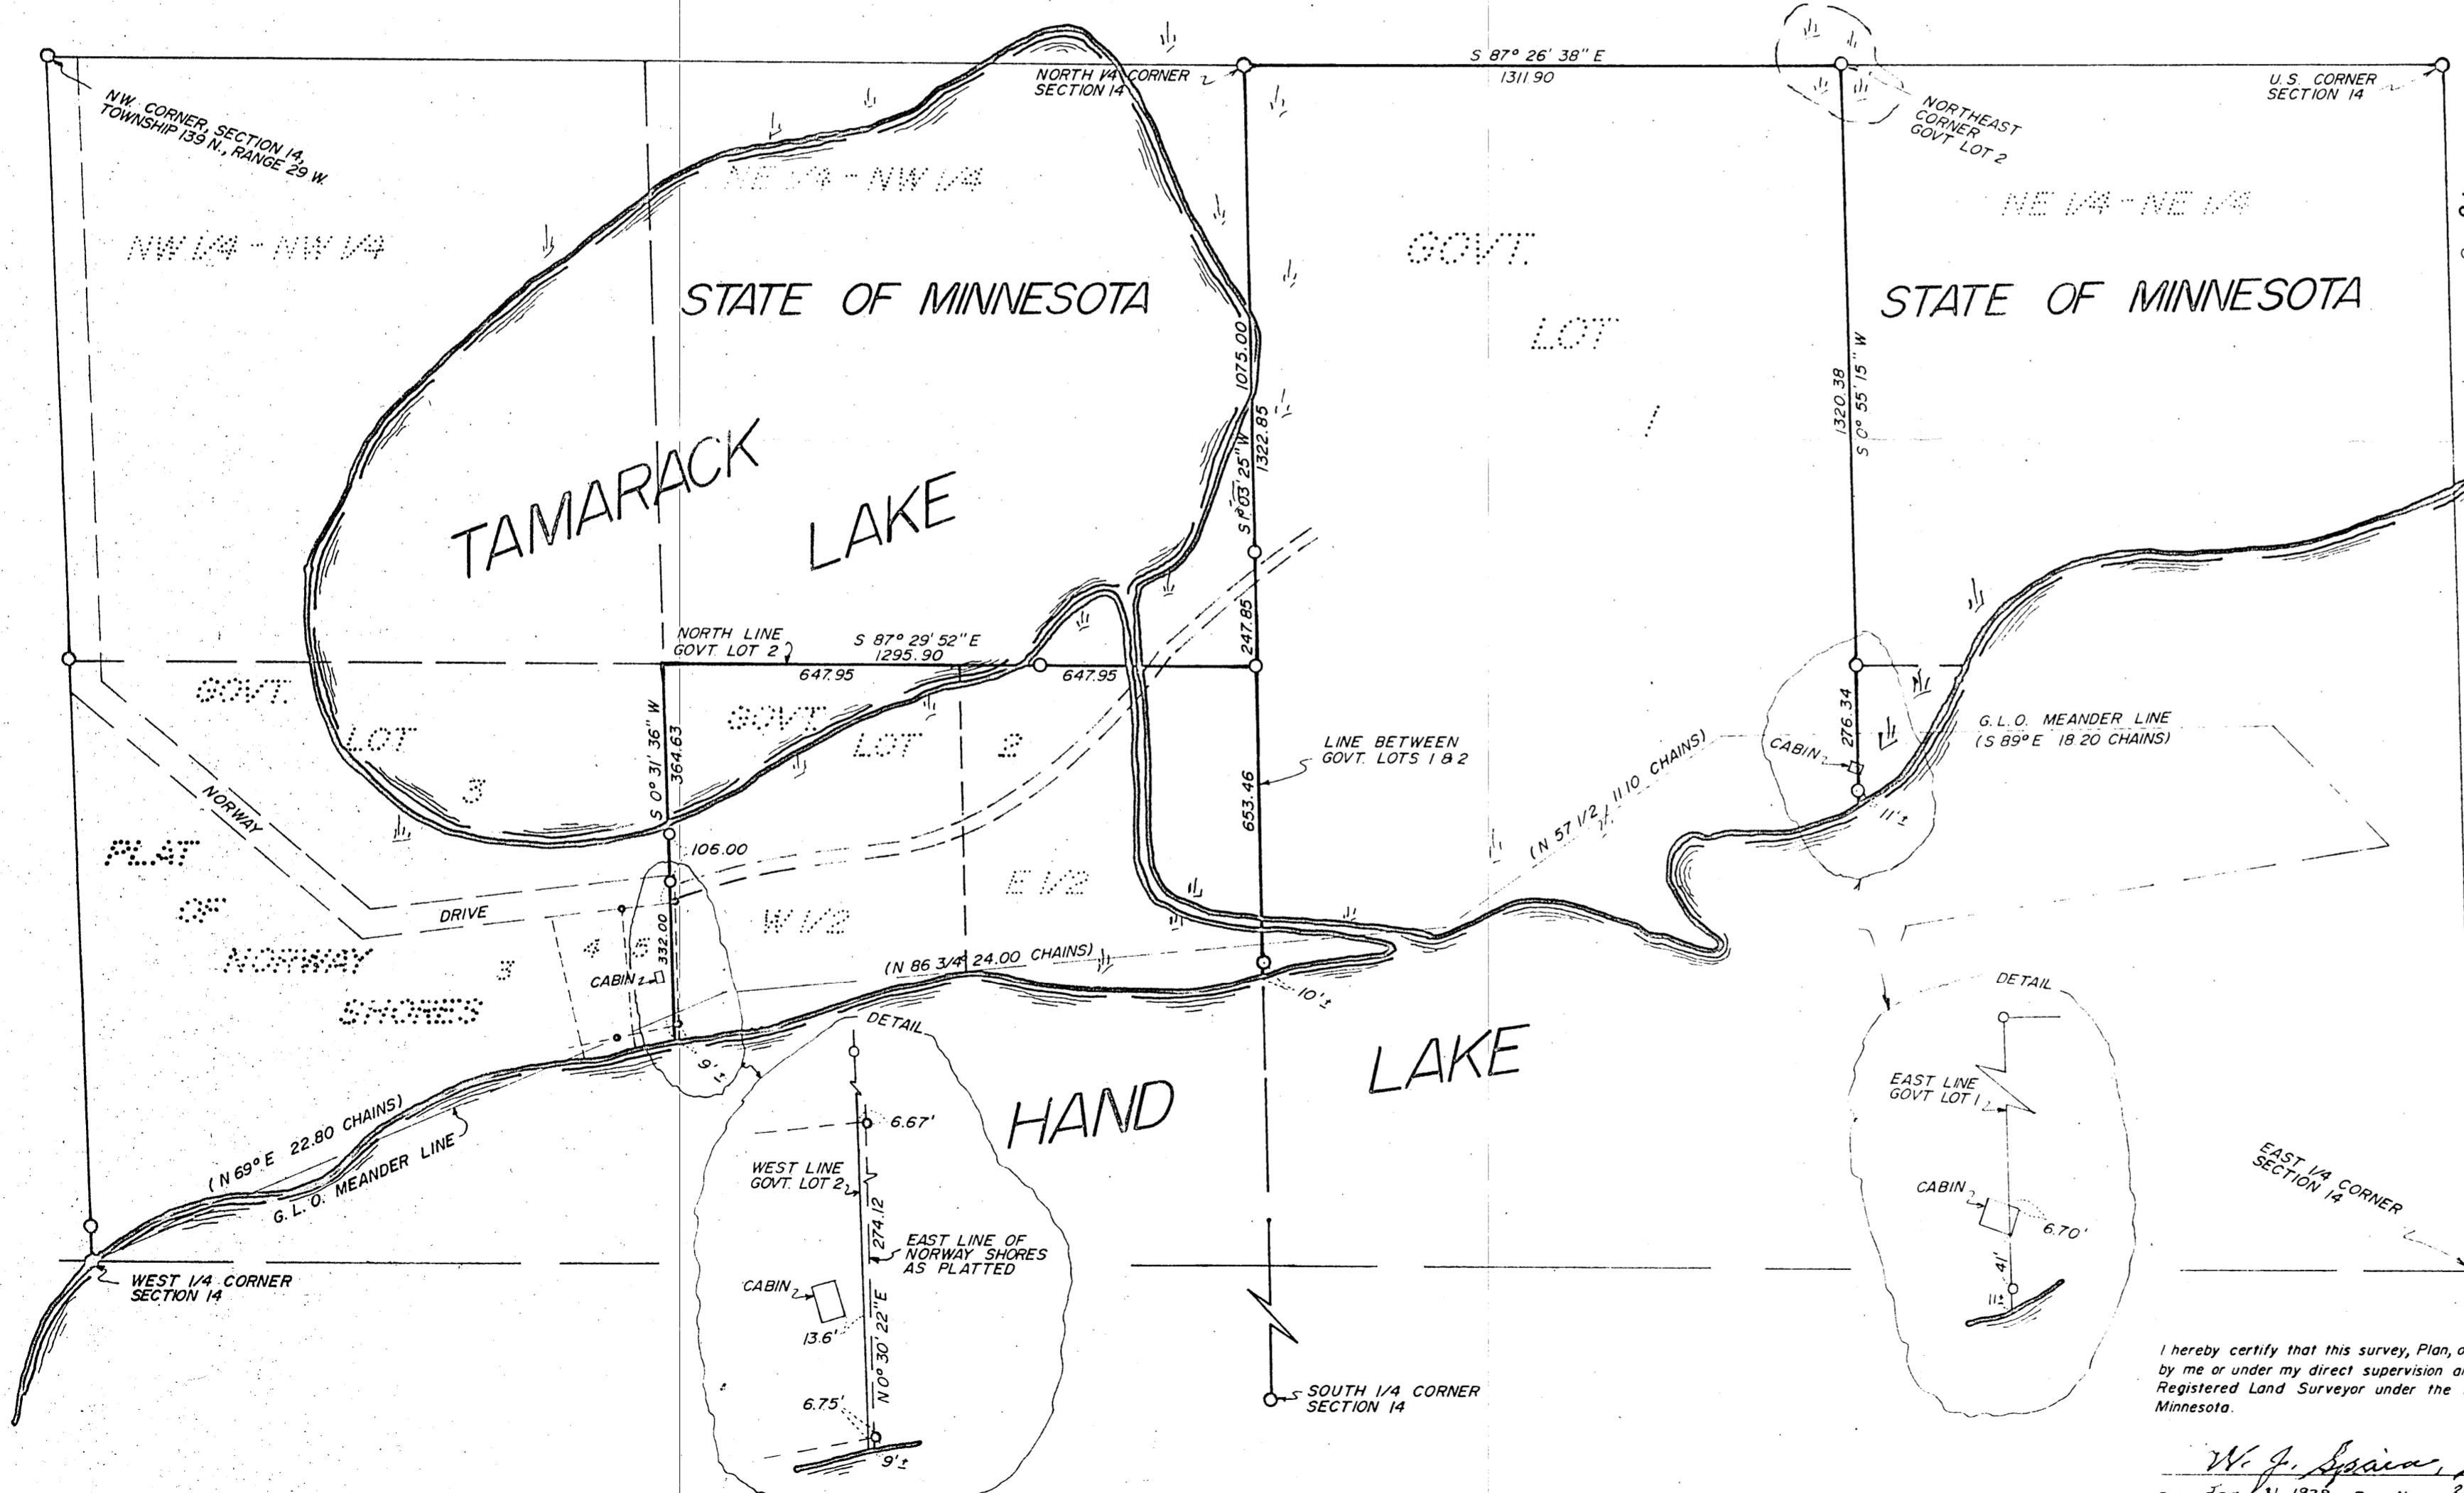 NW. CORNER, SECTION 14,
TOWNSHIP 139 N., RANGE 29 W.
NORTH 1/4 CORNER
SECTION 14
S 87° 26' 38" E
1311.90
NORTHEAST
CORNER
GOVT LOT 2
U.S. CORNER
SECTION 14
NW 1/4 - NW 1/4
NE 1/4 - NW 1/4
GOVT.
LOT
1
NE 1/4 - NE 1/4
STATE OF MINNESOTA
STATE OF MINNESOTA
TAMARACK
LAKE
1075.00
S 1° 03' 25" W
1322.85
247.85
1320.38
S 0° 55' 15" W
NORTH LINE
GOVT. LOT 2
S 87° 29' 52" E
1295.90
647.95
647.95
GOVT.
LOT
3
GOVT.
LOT 2
S 0° 31' 36" W
364.63
LINE BETWEEN
GOVT. LOTS 1 & 2
653.46
(N 57 1/2, 11.10 CHAINS)
276.34
CABIN
G.L.O. MEANDER LINE
(S 89° E 18.20 CHAINS)
11'±
NORWAY
DRIVE
PLAT
OF
NORWAY
SHORES
3
4
5
106.00
332.00
CABIN
W 1/2
E 1/2
(N 86 3/4° 24.00 CHAINS)
10'±
9'±
(N 69° E 22.80 CHAINS)
G. L. O. MEANDER LINE
WEST 1/4 CORNER
SECTION 14
HAND
LAKE
DETAIL
6.67'
WEST LINE
GOVT. LOT 2
274.12
EAST LINE OF
NORWAY SHORES
AS PLATTED
CABIN
13.6'
N 0° 30' 22" E
6.75'
9'±
SOUTH 1/4 CORNER
SECTION 14
DETAIL
EAST LINE
GOVT LOT 1
CABIN
6.70'
41'
11±
EAST 1/4 CORNER
SECTION 14
I hereby certify that this survey, Plan, o
by me or under my direct supervision a
Registered Land Surveyor under the
Minnesota.
W. J.